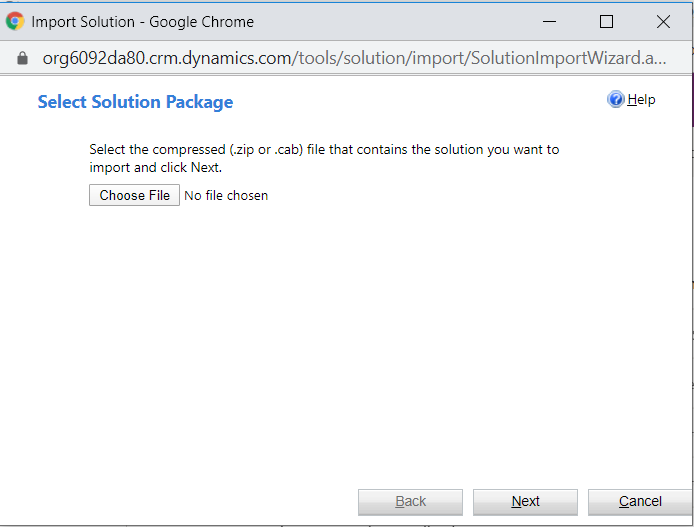 Import Solution - Google Chrome
org6092da80.crm.dynamics.com/tools/solution/import/SolutionImportWizard.a...
Select Solution Package
Help
Select the compressed (.zip or .cab) file that contains the solution you want to
import and click Next.
Choose File No file chosen
Back Next Cancel